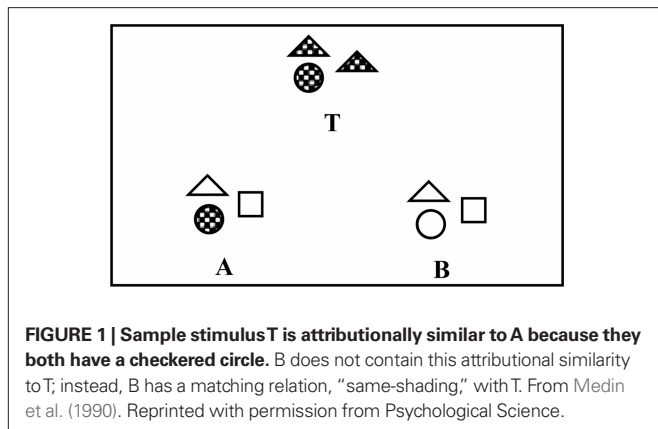 T
A
B
FIGURE 1 | Sample stimulus T is attributionally similar to A because they
both have a checkered circle. B does not contain this attributional similarity
to T; instead, B has a matching relation, “same-shading,” with T. From Medin
et al. (1990). Reprinted with permission from Psychological Science.